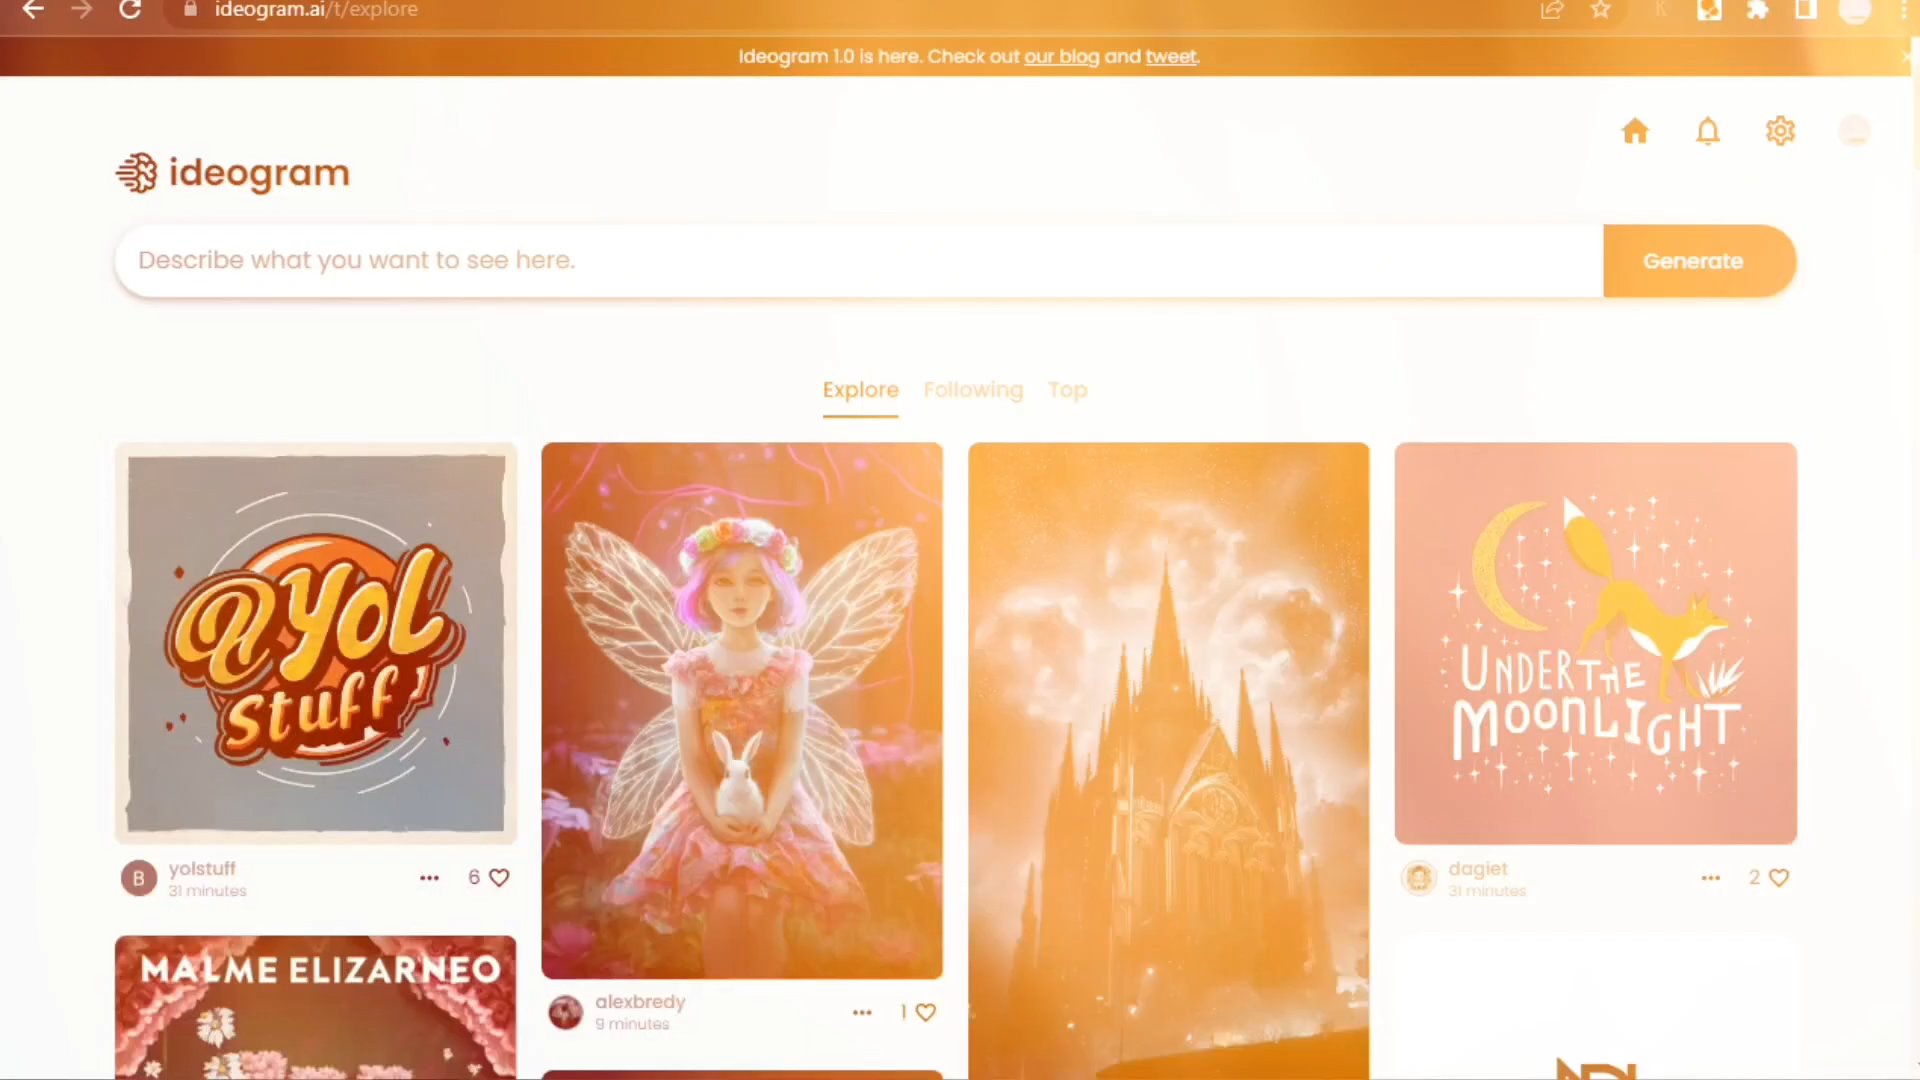 ideogram.ai/t/explore
Ideogram 1.0 is here. Check out our blog and tweet.
ideogram
Describe what you want to see here.
Generate
Explore Following Top
Yol
stuff
UNDER THE
MOONLIGHT
B yolstuff
31 minutes
6
dagiet
31 minutes
2
MALME ELIZARNEO
alexbredy
9 minutes
1